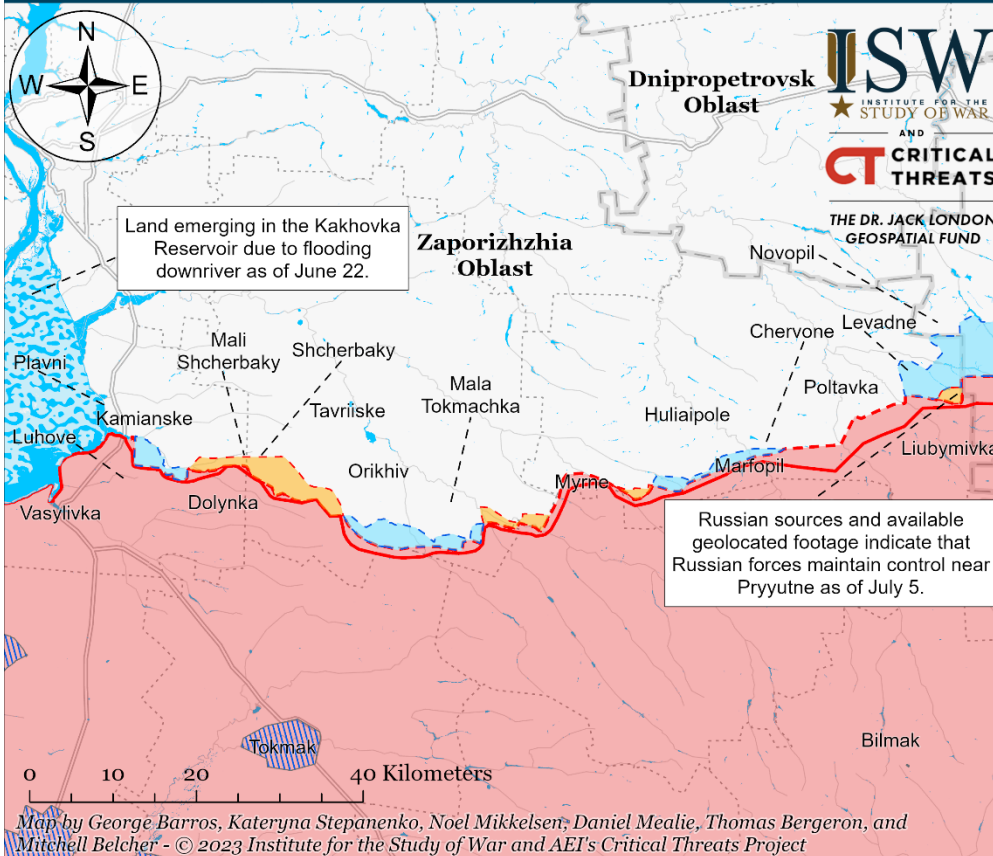 N
W
E
S
Dnipropetrovsk
Oblast
ISW
INSTITUTE FOR THE
STUDY OF WAR
AND
CT CRITICAL
THREATS
THE DR. JACK LONDON
GEOSPATIAL FUND
Land emerging in the Kakhovka
Reservoir due to flooding
downriver as of June 22.
Zaporizhzhia
Oblast
Novopil
Chervone
Levadne
Mali
Shcherbaky
Shcherbaky
Plavni
Mala
Tokmachka
Poltavka
Kamianske
Tavriiske
Huliaipole
Luhove
Orikhiv
Marfopil
Liubymivka
Myrne
Dolynka
Vasylivka
Russian sources and available
geolocated footage indicate that
Russian forces maintain control near
Pryyutne as of July 5.
Tokmak
Bilmak
0 10 20 40 Kilometers
Map by George Barros, Kateryna Stepanenko, Noel Mikkelsen, Daniel Mealie, Thomas Bergeron, and
Mitchell Belcher - © 2023 Institute for the Study of War and AEI's Critical Threats Project